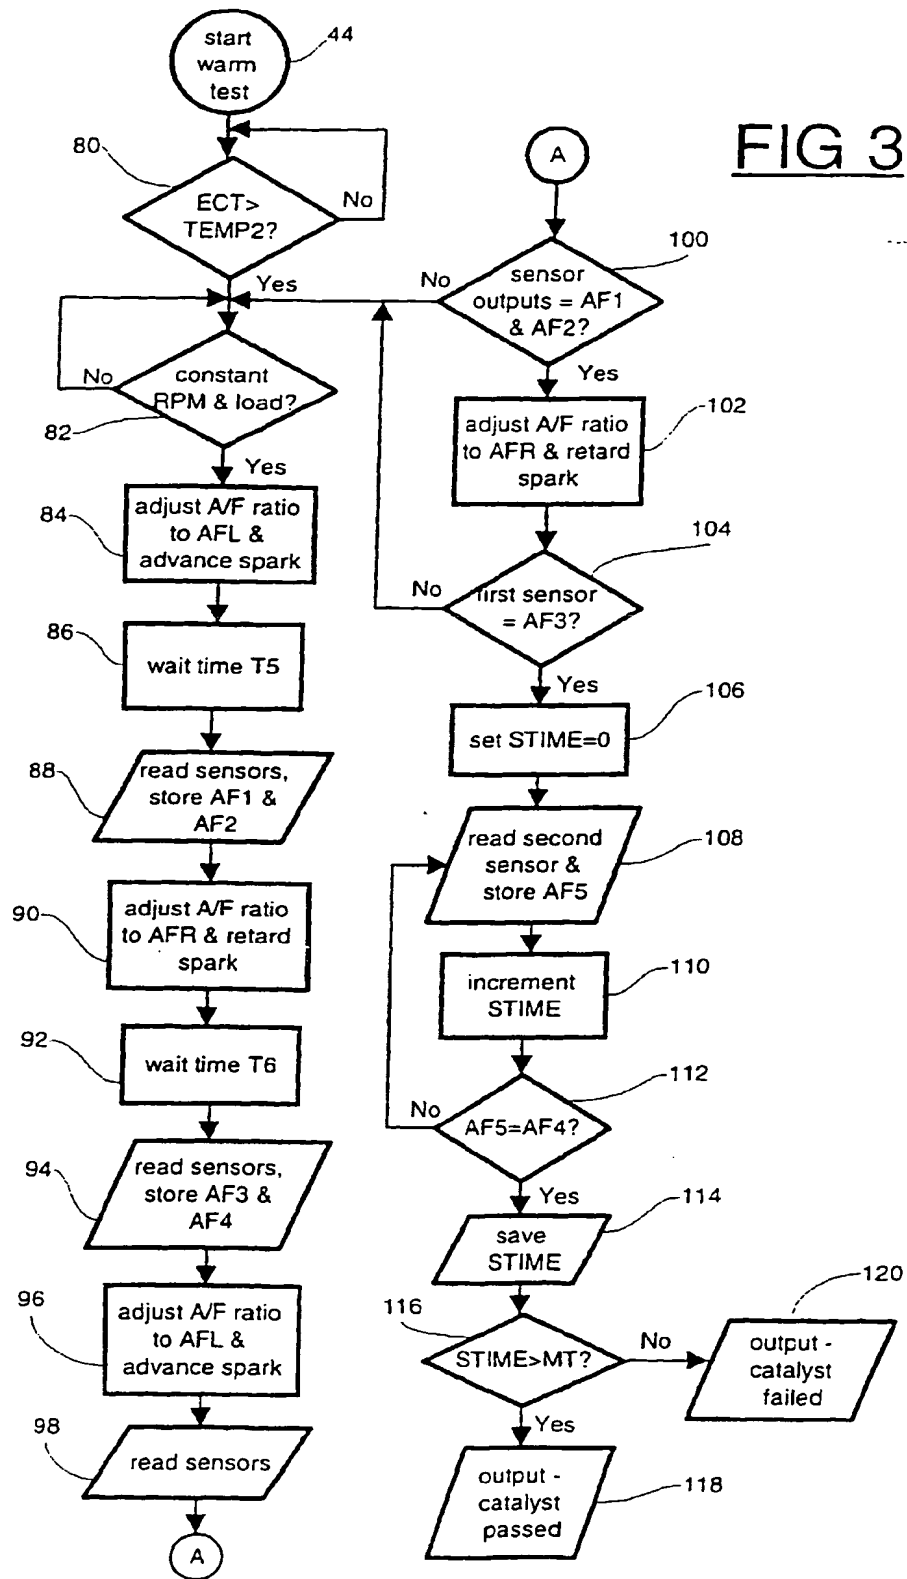 start
warm
test
44
FIG 3
80
ECT>
TEMP2?
No
Yes
constant
RPM & load?
No
82
Yes
84
adjust A/F ratio
to AFL &
advance spark
86
wait time T5
88
read sensors,
store AF1 &
AF2
90
adjust A/F ratio
to AFR & retard
spark
92
wait time T6
94
read sensors,
store AF3 &
AF4
96
adjust A/F ratio
to AFL &
advance spark
98
read sensors
A
A
100
sensor
outputs = AF1
& AF2?
No
Yes
102
adjust A/F ratio
to AFR & retard
spark
104
first sensor
= AF3?
No
Yes
106
set STIME=0
108
read second
sensor &
store AF5
110
increment
STIME
112
AF5=AF4?
No
Yes
114
save
STIME
116
STIME>MT?
No
Yes
120
output -
catalyst
failed
118
output -
catalyst
passed